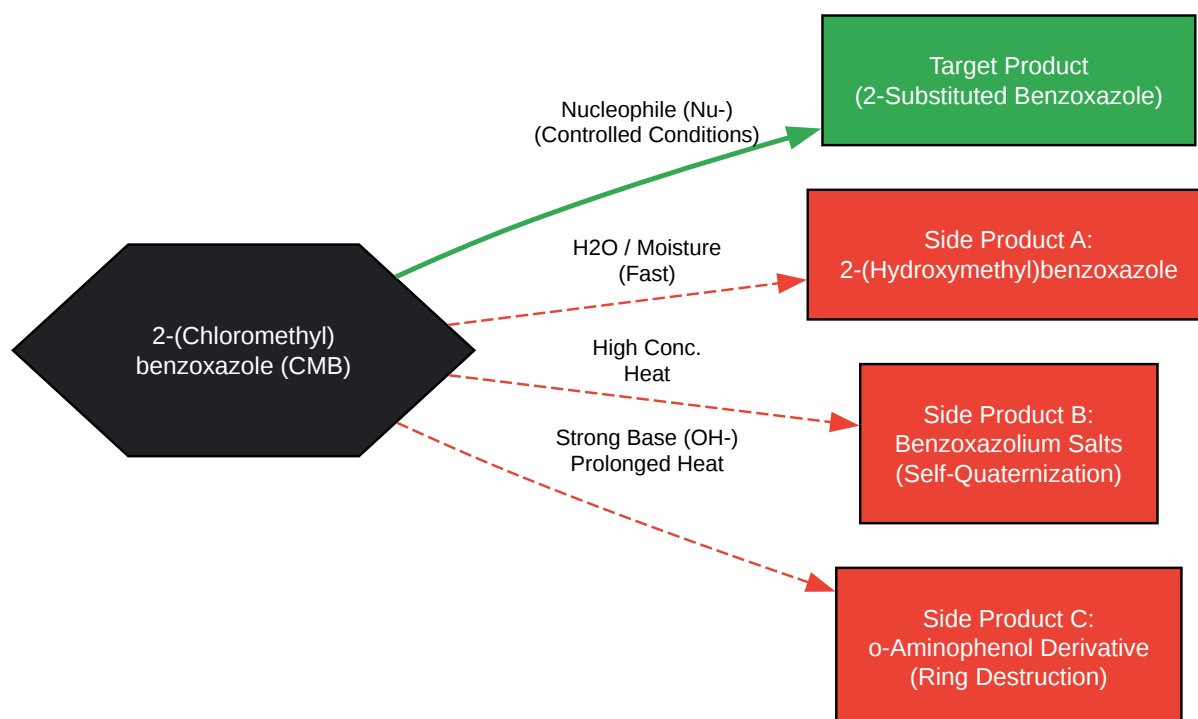 2-(Chloromethyl)
benzoxazole (CMB)
Nucleophile (Nu-)
(Controlled Conditions)
Target Product
(2-Substituted Benzoxazole)
H2O / Moisture
(Fast)
Side Product A:
2-(Hydroxymethyl)benzoxazole
High Conc.
Heat
Side Product B:
Benzoxazolium Salts
(Self-Quaternization)
Strong Base (OH-)
Prolonged Heat
Side Product C:
o-Aminophenol Derivative
(Ring Destruction)